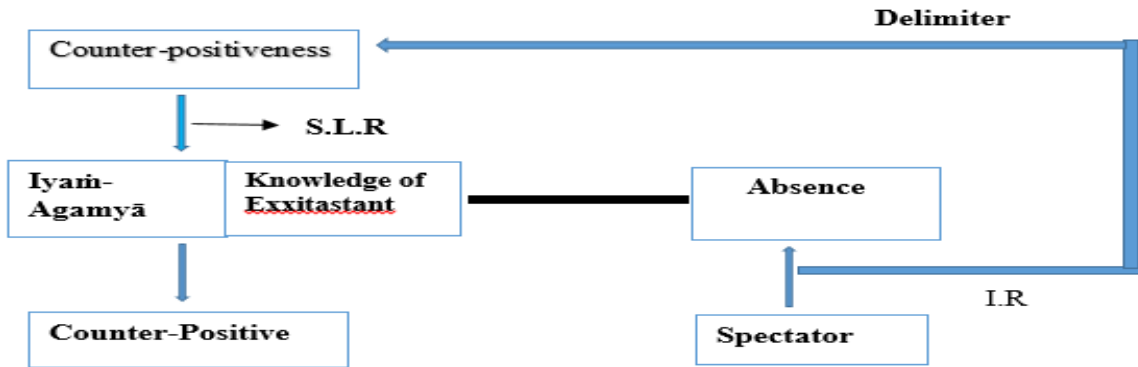 Delimiter
Counter-positiveness
S.L.R
Iyaṁ-
Agamyā
Knowledge of
Exxitastant
Absence
I.R
Counter-Positive
Spectator